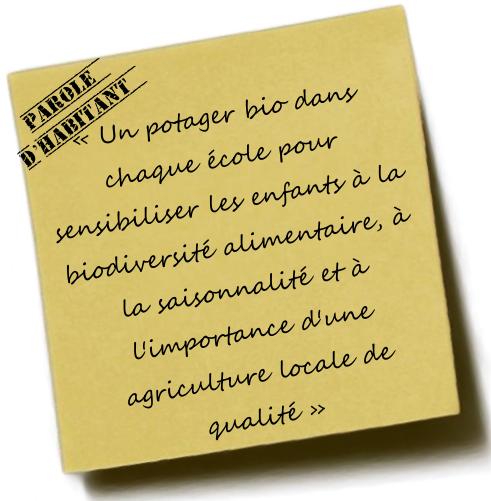 PAROLE
D'HABITANT
« Un potager bio dans
chaque école pour
sensibiliser les enfants à la
biodiversité alimentaire, à
la saisonnalité et à
l'importance d'une
agriculture locale de
qualité »